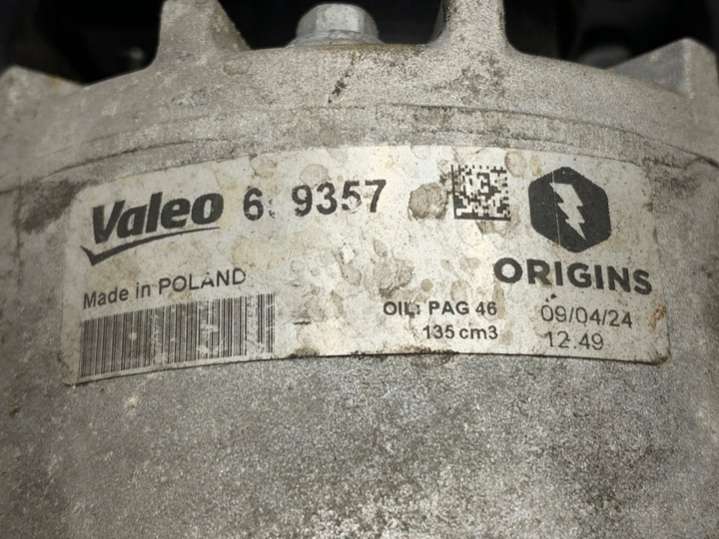 Valeo
ORIGINS
Made in POLAND
OIL: PAG 46
135 cm3
09/04/24
12:49